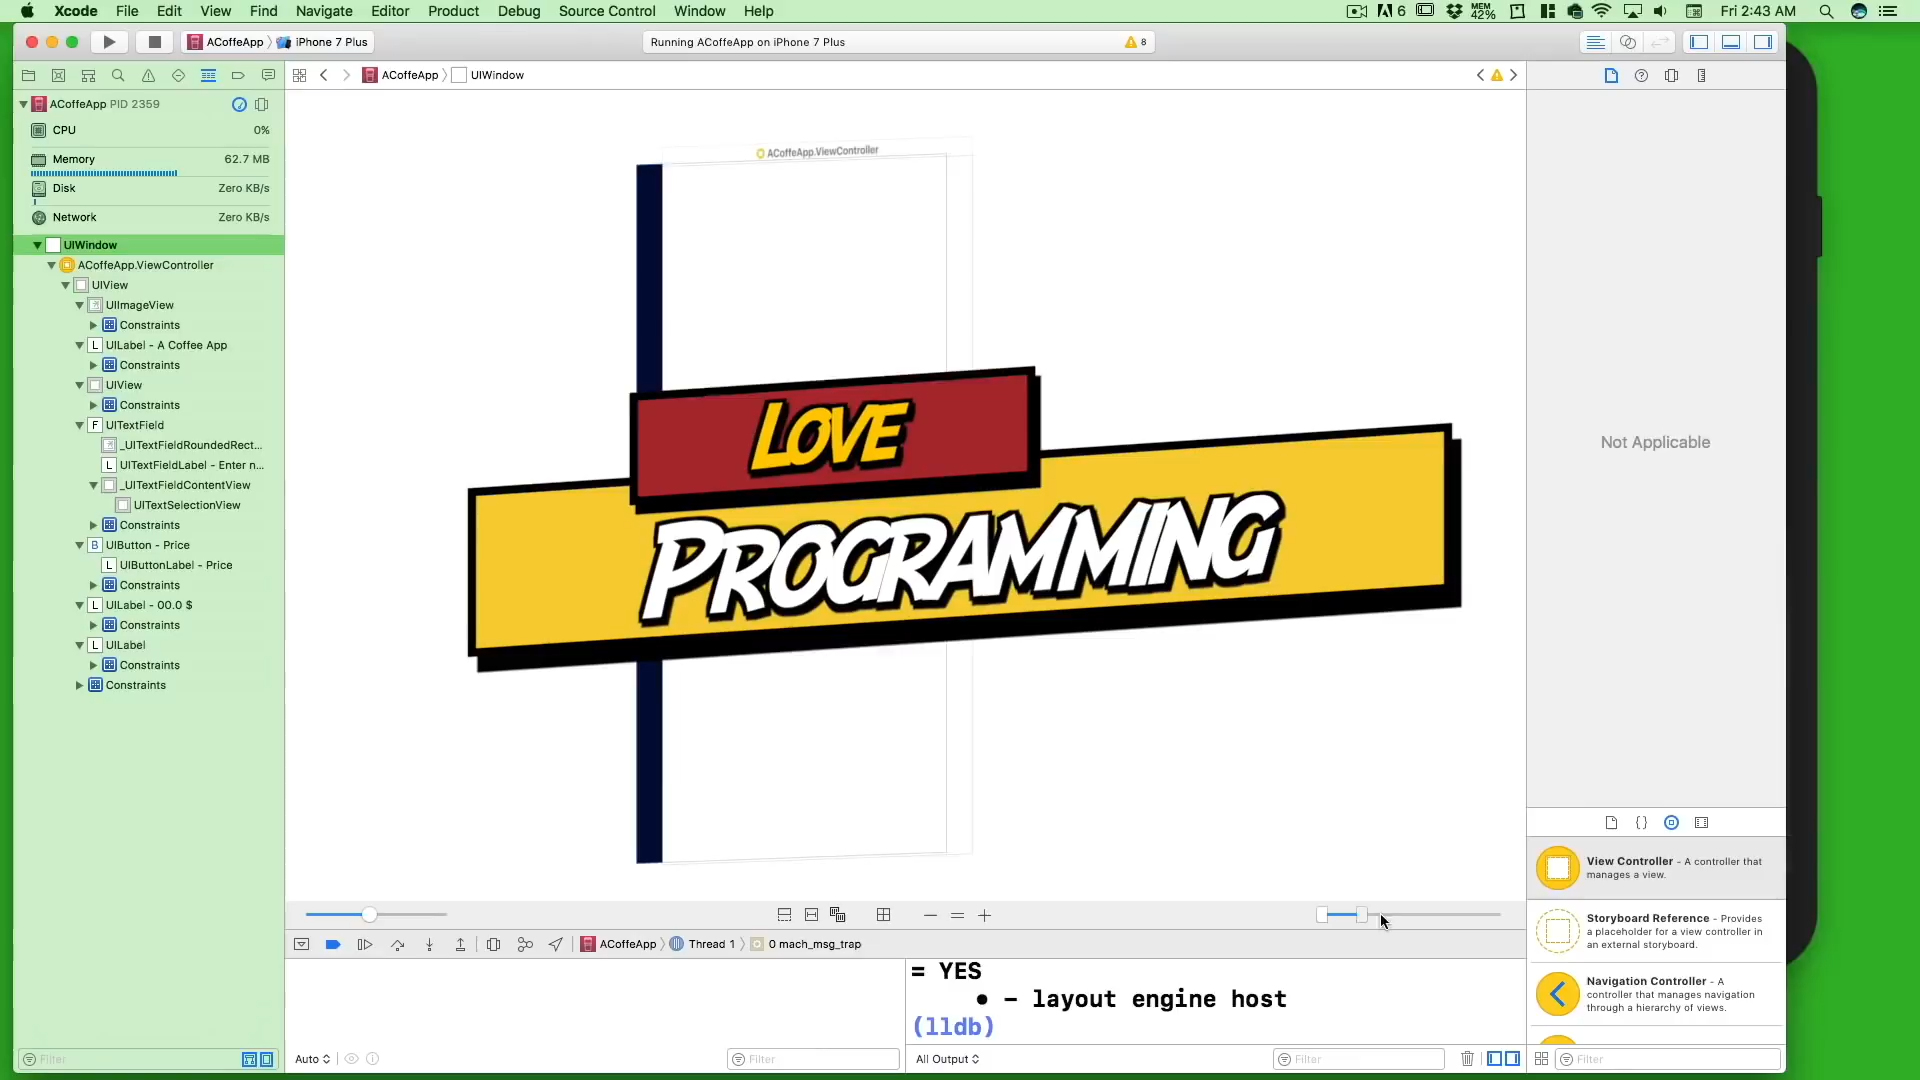 Xcode File Edit View Find Navigate Editor Product Debug Source Control Window Help
6 MEM 42% Fri 2:43 AM
ACoffeApp iPhone 7 Plus
Running ACoffeApp on iPhone 7 Plus
8
ACoffeApp UIWindow
ACoffeApp PID 2359
CPU 0%
Memory 62.7 MB
Disk Zero KB/s
Network Zero KB/s
UIWindow
ACoffeApp.ViewController
UIView
UIImageView
Constraints
L UILabel - A Coffee App
Constraints
UIView
Constraints
F UITextField
_UITextFieldRoundedRect...
L UITextFieldLabel - Enter n...
_UITextFieldContentView
UITextSelectionView
Constraints
B UIButton - Price
L UIButtonLabel - Price
Constraints
L UILabel - 00.0 $
Constraints
L UILabel
Constraints
Constraints
Filter
ACoffeApp.ViewController
LOVE
PROGRAMMING
ACoffeApp Thread 1 0 mach_msg_trap
= YES
• - layout engine host
(lldb)
Auto
Filter
All Output
Filter
Not Applicable
View Controller - A controller that
manages a view.
Storyboard Reference - Provides
a placeholder for a view controller in
an external storyboard.
Navigation Controller - A
controller that manages navigation
through a hierarchy of views.
Filter